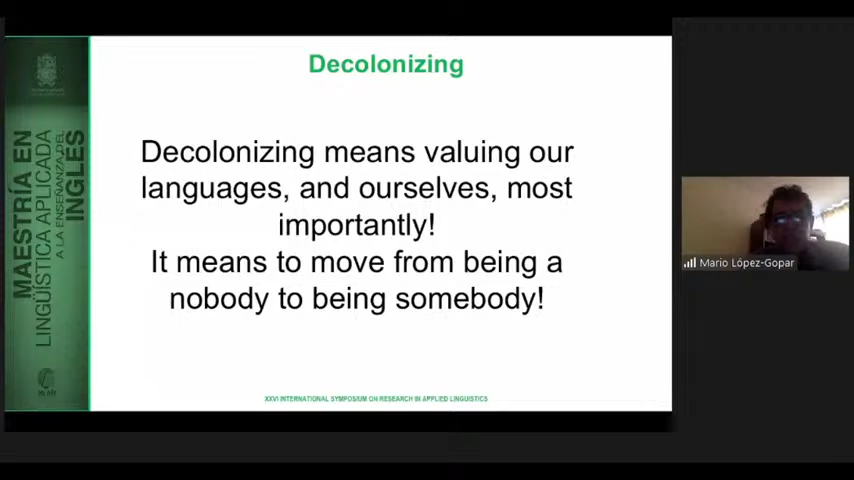 Decolonizing
Decolonizing means valuing our
languages, and ourselves, most
importantly!
It means to move from being a
nobody to being somebody!
XXVI INTERNATIONAL SYMPOSIUM ON RESEARCH IN APPLIED LINGUISTICS
MAESTRÍA EN
LINGÜÍSTICA APLICADA
A LA ENSEÑANZA DEL
INGLÉS
Mario López-Gopar